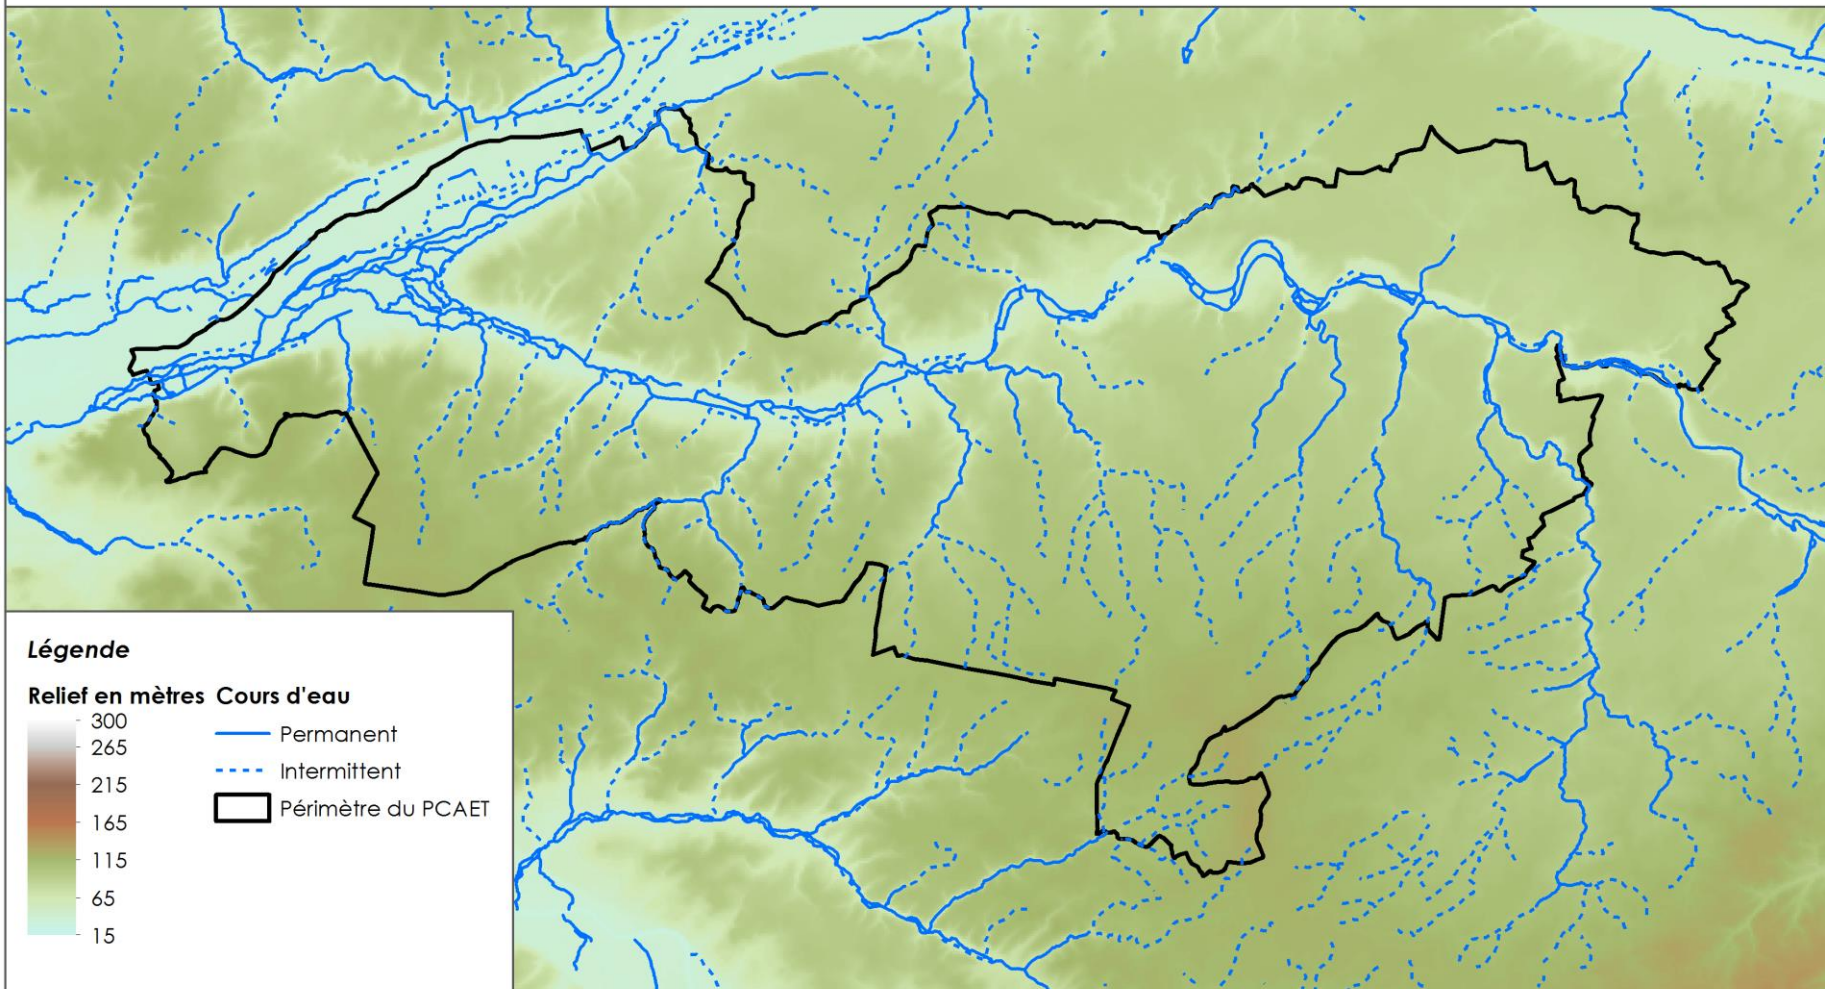 Légende
Relief en mètres Cours d'eau
300
265
215
165
115
65
15
Permanent
Intermittent
Périmètre du PCAET